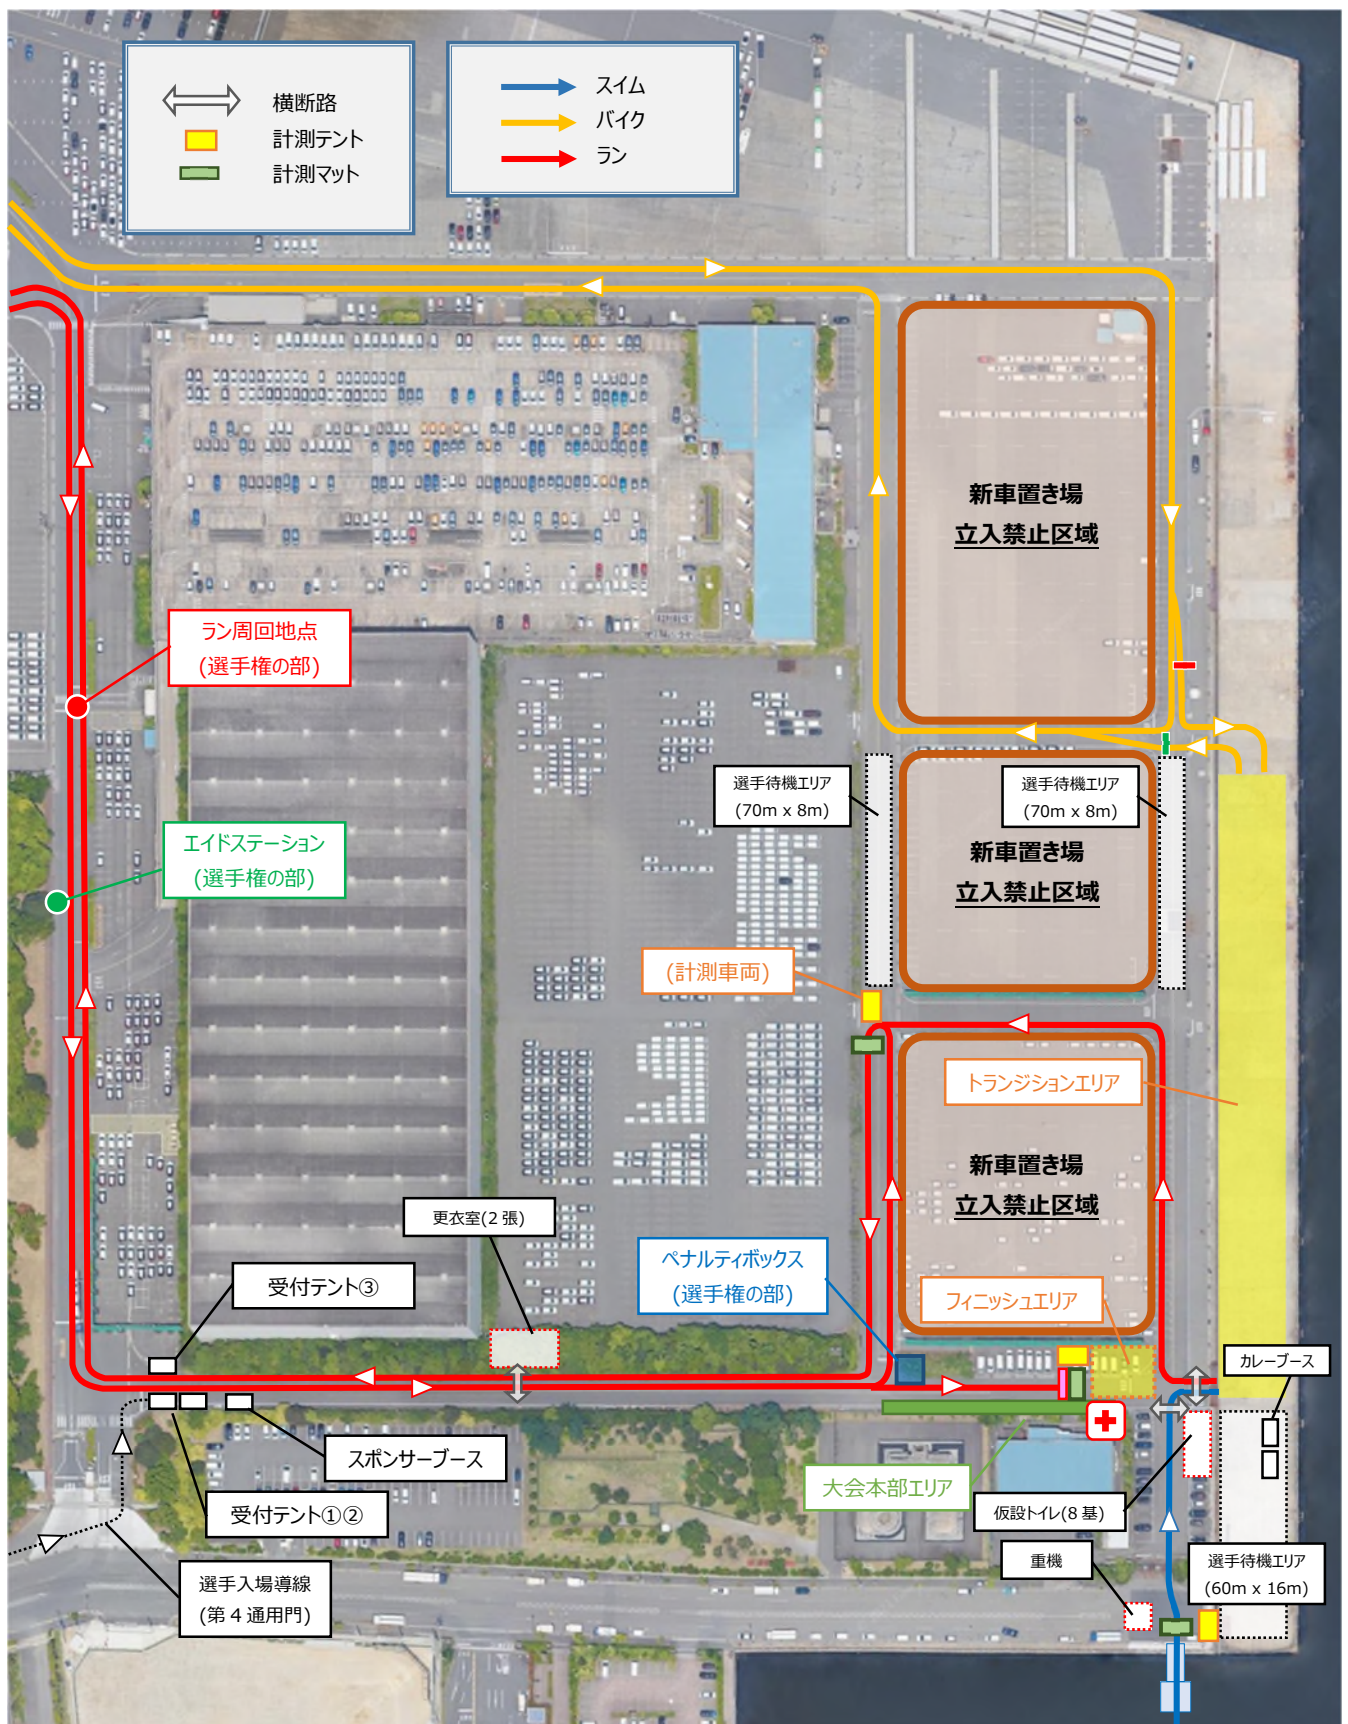 横断路
計測テント
計測マット
スイム
バイク
ラン
新車置き場
立入禁止区域
ラン周回地点
(選手権の部)
選手待機エリア
(70m x 8m)
選手待機エリア
(70m x 8m)
エイドステーション
(選手権の部)
新車置き場
立入禁止区域
(計測車両)
トランジションエリア
新車置き場
立入禁止区域
更衣室(2 張)
ペナルティボックス
(選手権の部)
受付テント③
フィニッシュエリア
カレーブース
スポンサーブース
大会本部エリア
受付テント①②
仮設トイレ(8 基)
重機
選手待機エリア
(60m x 16m)
選手入場導線
(第 4 通用門)